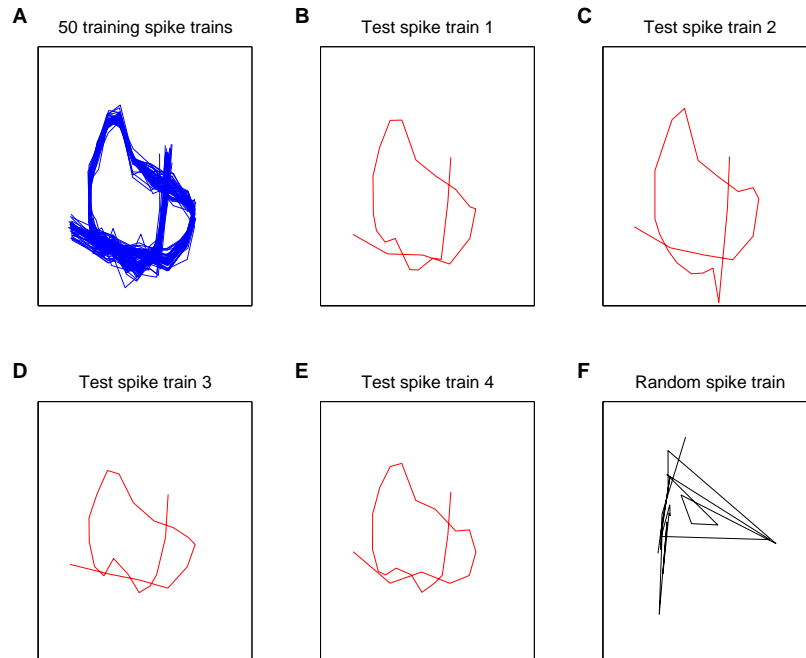 A 50 training spike trains
B Test spike train 1
C Test spike train 2
D Test spike train 3
E Test spike train 4
F Random spike train